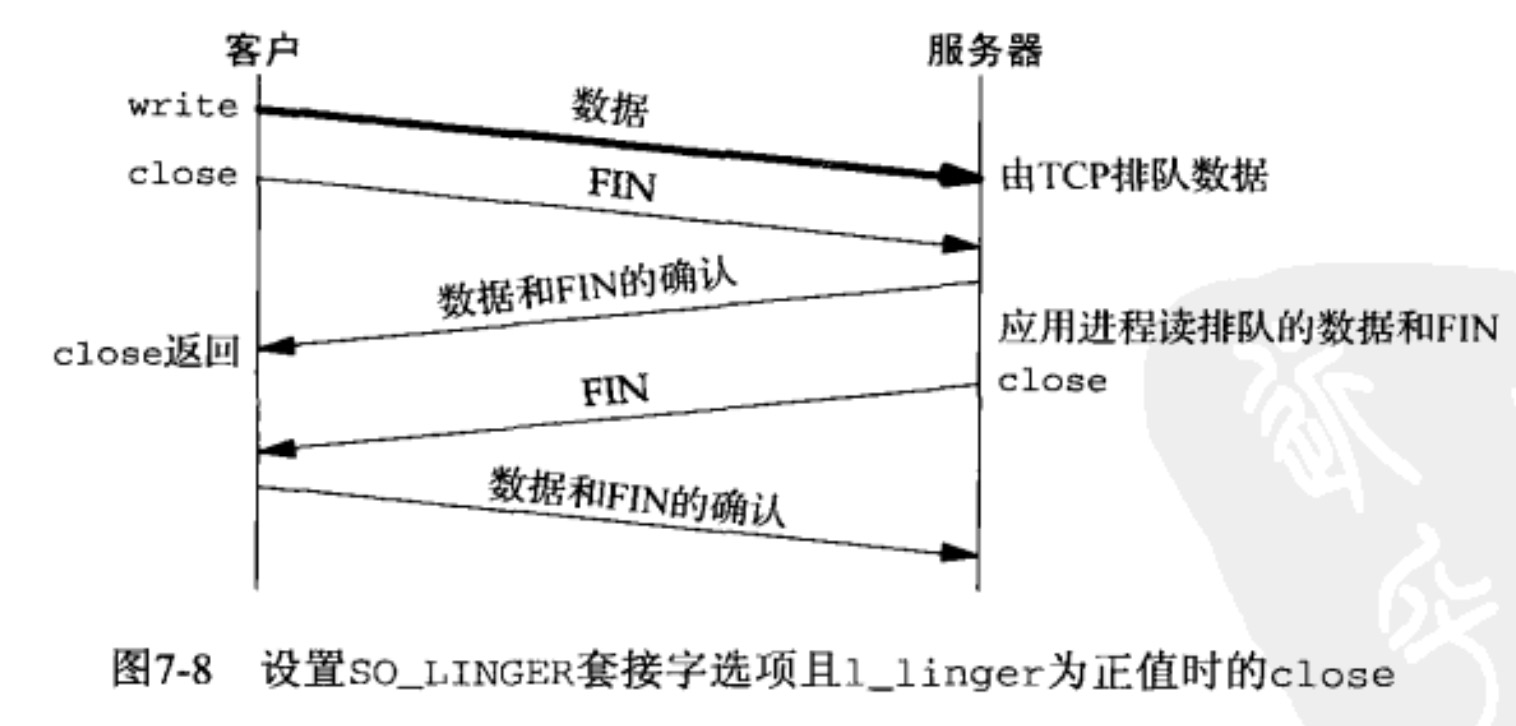 客户
服务器
write
数据
close
FIN
由TCP排队数据
数据和FIN的确认
应用进程读排队的数据和FIN
close返回
FIN
close
数据和FIN的确认
图7-8 设置SO_LINGER套接字选项且l_linger为正值时的close